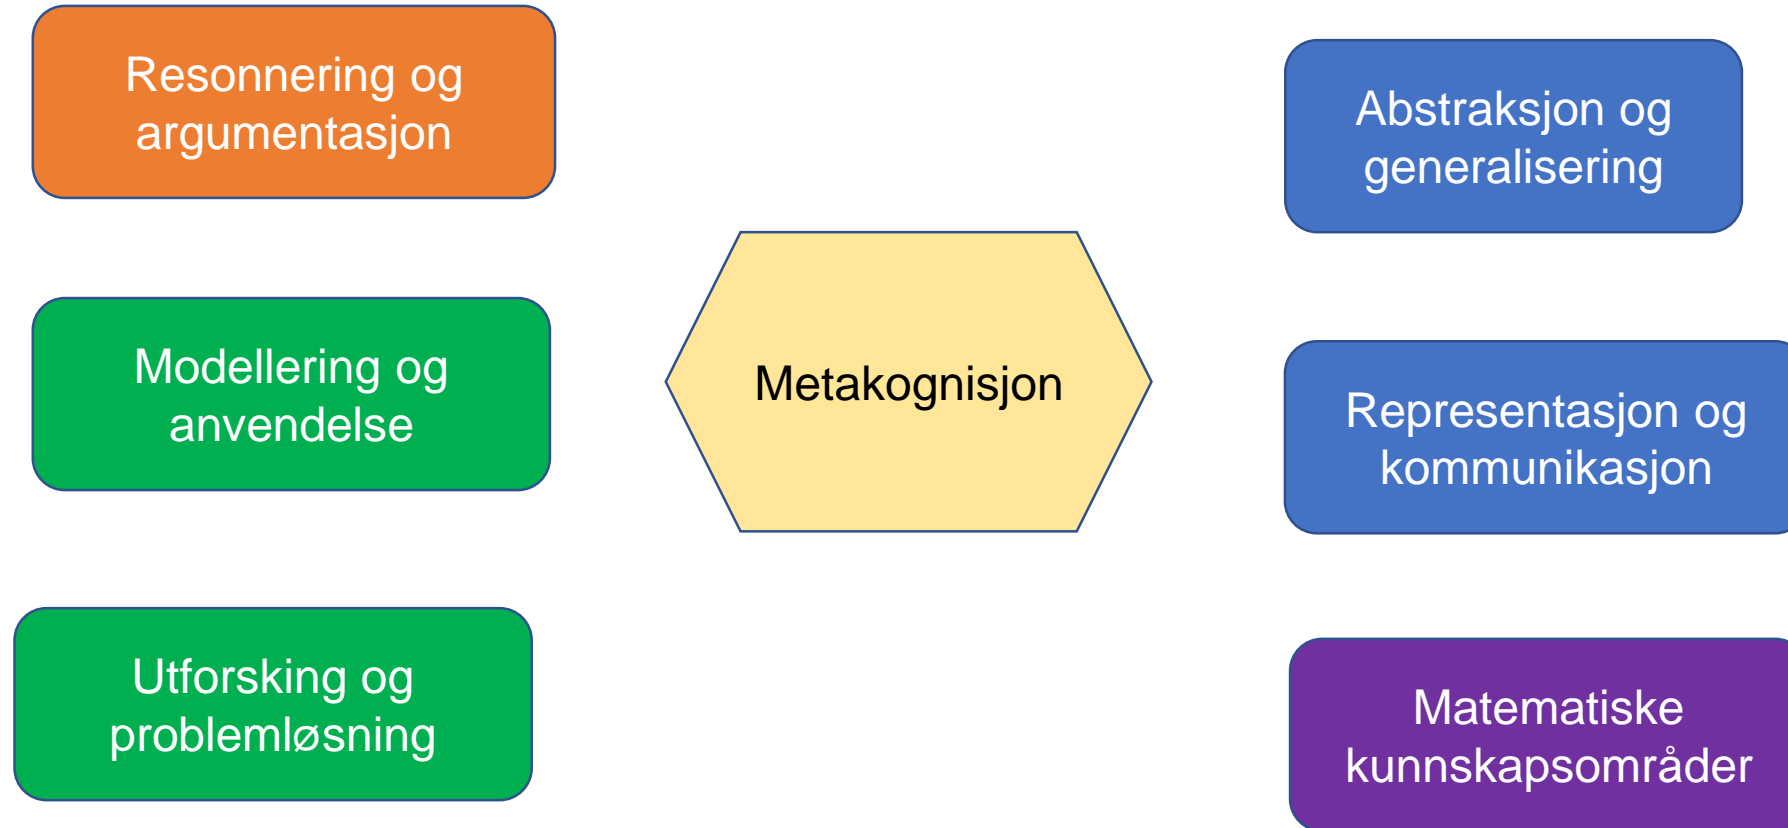 Resonnering og
argumentasjon
Modellering og
anvendelse
Utforsking og
problemløsning
Metakognisjon
Abstraksjon og
generalisering
Representasjon og
kommunikasjon
Matematiske
kunnskapsområder